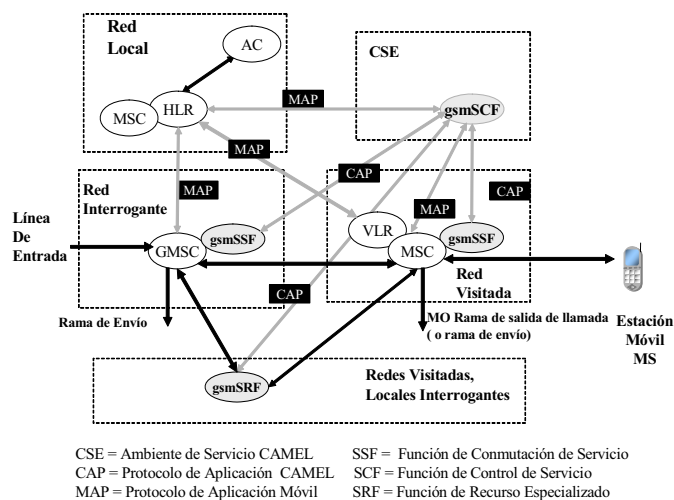 Red
Local
AC
CSE
MSC
HLR
MAP
gsmSCF
MAP
CAP
CAP
MAP
MAP
Red
Interrogante
Línea
De
Entrada
GMSC
gsmSSF
VLR
MSC
gsmSSF
Red
Visitada
CAP
Rama de Envío
MO Rama de salida de llamada
( o rama de envío)
Estación
Móvil
MS
gsmSRF
Redes Visitadas,
Locales Interrogantes
CSE = Ambiente de Servicio CAMEL
SSF = Función de Conmutación de Servicio
CAP = Protocolo de Aplicación CAMEL
SCF = Función de Control de Servicio
MAP = Protocolo de Aplicación Móvil
SRF = Función de Recurso Especializado